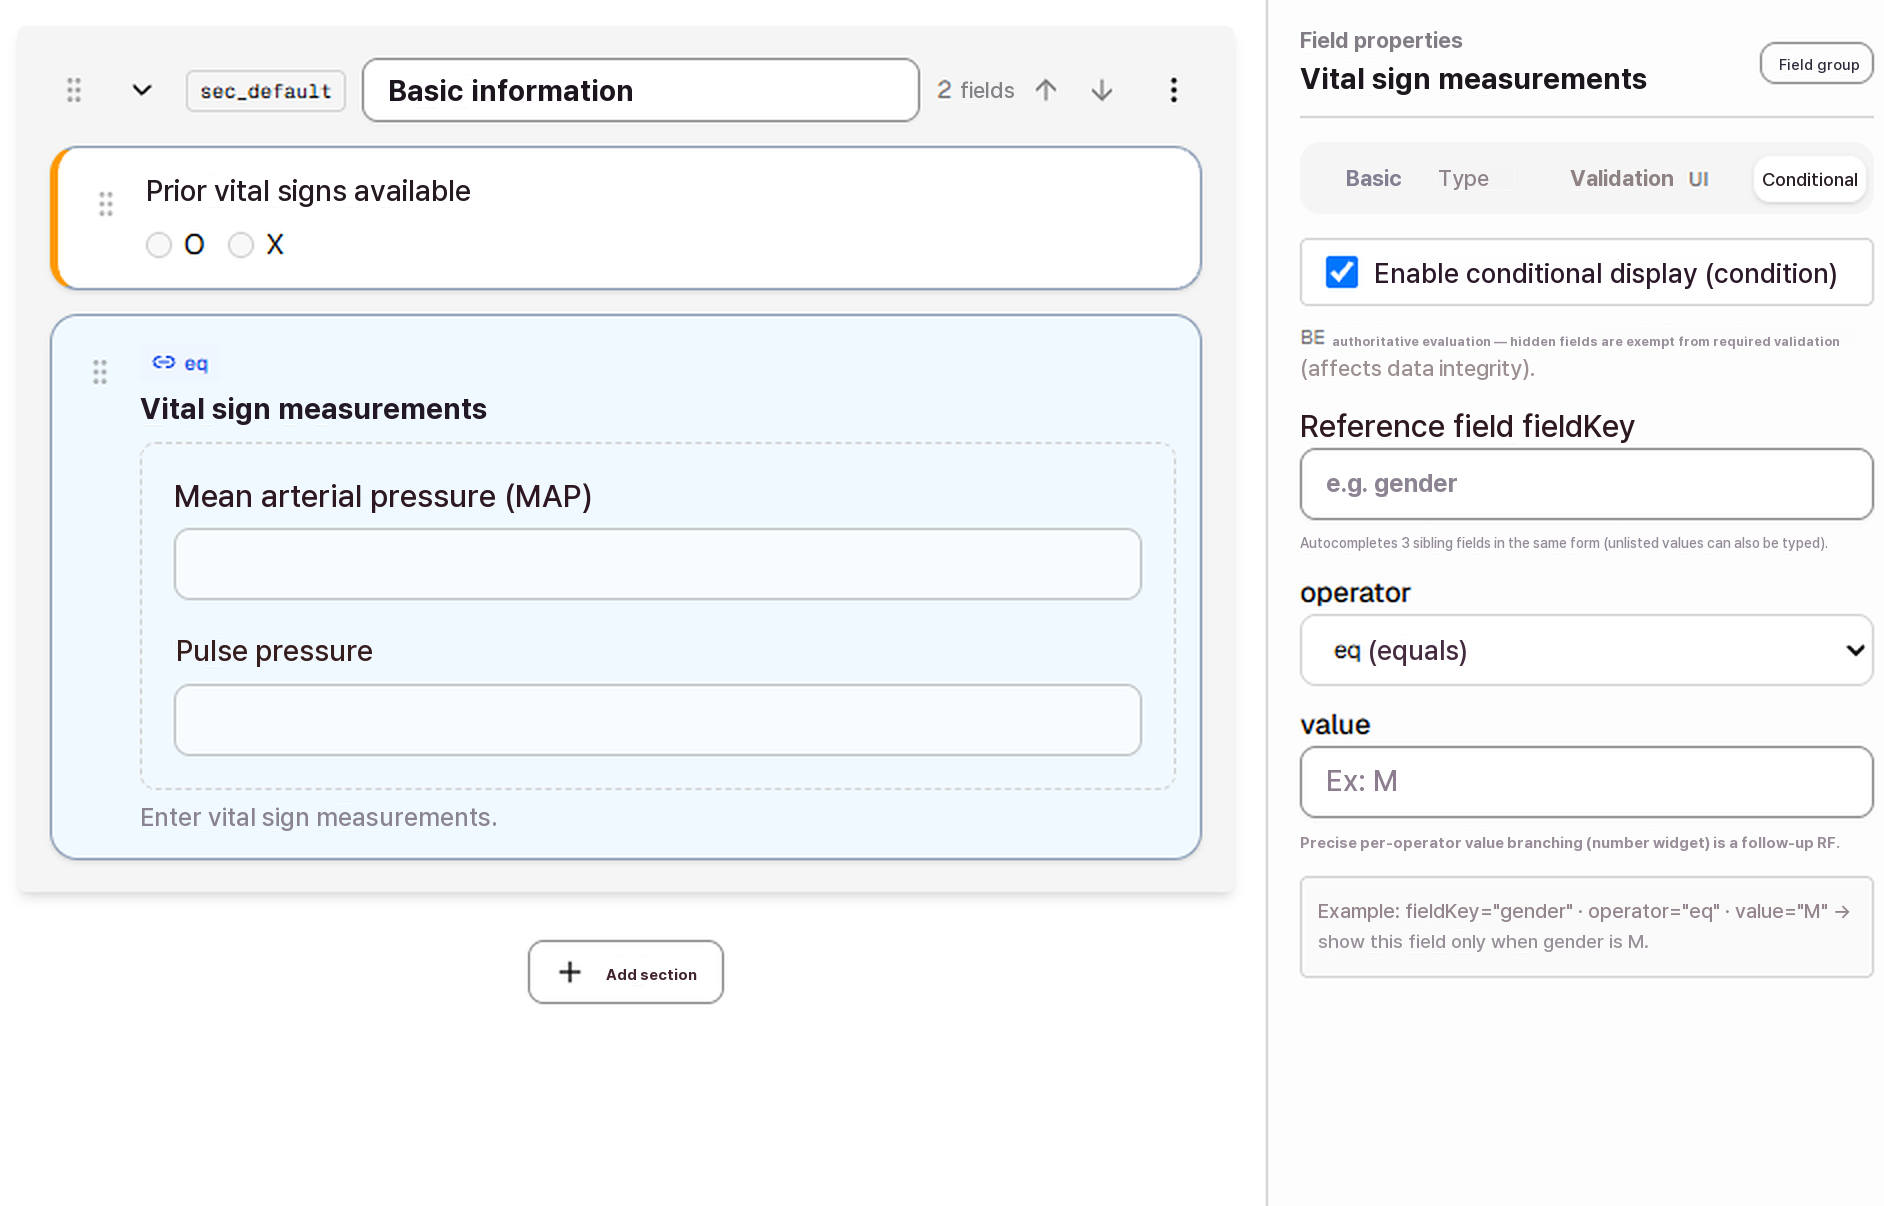 sec_default
Basic information
2 fields
Prior vital signs available
O X
eq
Vital sign measurements
Mean arterial pressure (MAP)
Pulse pressure
Enter vital sign measurements.
Add section
Field properties
Vital sign measurements
Field group
Basic Type Validation UI Conditional
Enable conditional display (condition)
BE authoritative evaluation — hidden fields are exempt from required validation
(affects data integrity).
Reference field fieldKey
e.g. gender
Autocompletes 3 sibling fields in the same form (unlisted values can also be typed).
operator
eq (equals)
value
Ex: M
Precise per-operator value branching (number widget) is a follow-up RF.
Example: fieldKey="gender" · operator="eq" · value="M" →
show this field only when gender is M.